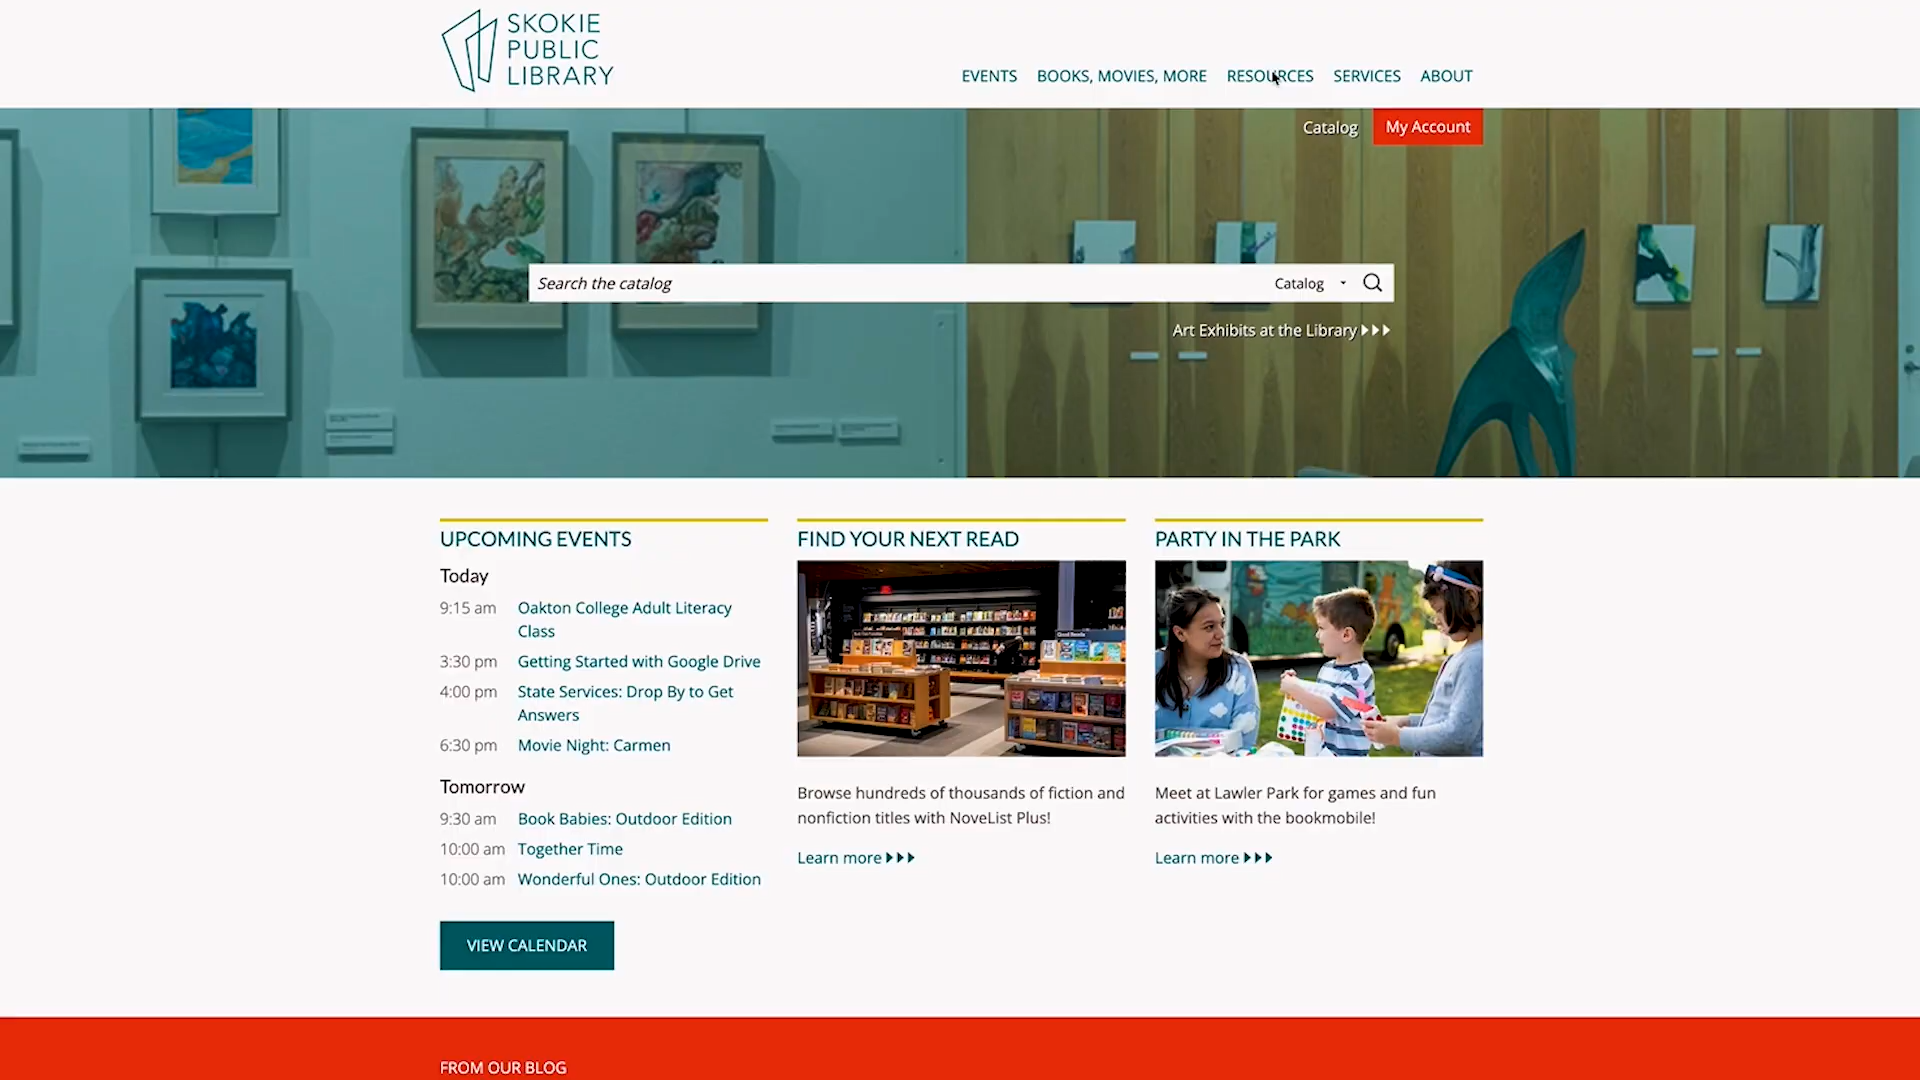 SKOKIE
PUBLIC
LIBRARY
EVENTS BOOKS, MOVIES, MORE RESOURCES SERVICES ABOUT
Catalog My Account
Search the catalog Catalog
Art Exhibits at the Library
UPCOMING EVENTS
Today
9:15 am Oakton College Adult Literacy
Class
3:30 pm Getting Started with Google Drive
4:00 pm State Services: Drop By to Get
Answers
6:30 pm Movie Night: Carmen
Tomorrow
9:30 am Book Babies: Outdoor Edition
10:00 am Together Time
10:00 am Wonderful Ones: Outdoor Edition
VIEW CALENDAR
FIND YOUR NEXT READ
Browse hundreds of thousands of fiction and
nonfiction titles with NoveList Plus!
Learn more
PARTY IN THE PARK
Meet at Lawler Park for games and fun
activities with the bookmobile!
Learn more
FROM OUR BLOG